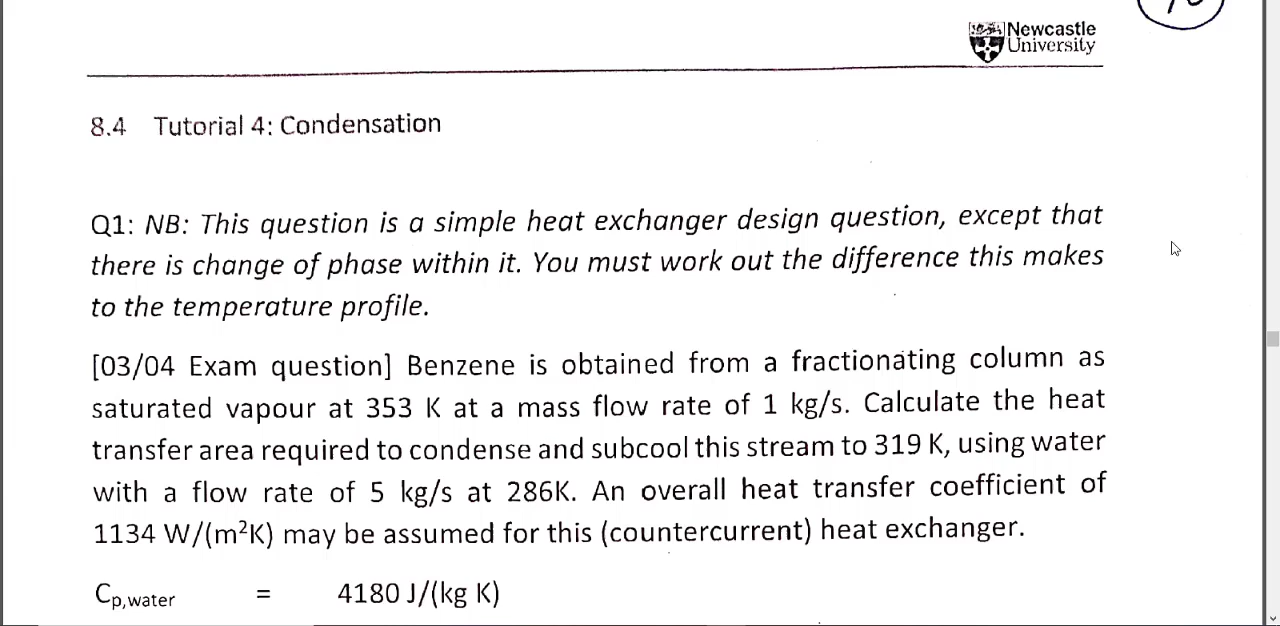 Newcastle
University
8.4 Tutorial 4: Condensation
Q1: NB: This question is a simple heat exchanger design question, except that
there is change of phase within it. You must work out the difference this makes
to the temperature profile.
[03/04 Exam question] Benzene is obtained from a fractionating column as
saturated vapour at 353 K at a mass flow rate of 1 kg/s. Calculate the heat
transfer area required to condense and subcool this stream to 319 K, using water
with a flow rate of 5 kg/s at 286K. An overall heat transfer coefficient of
1134 W/(m²K) may be assumed for this (countercurrent) heat exchanger.
Cp,water = 4180 J/(kg K)